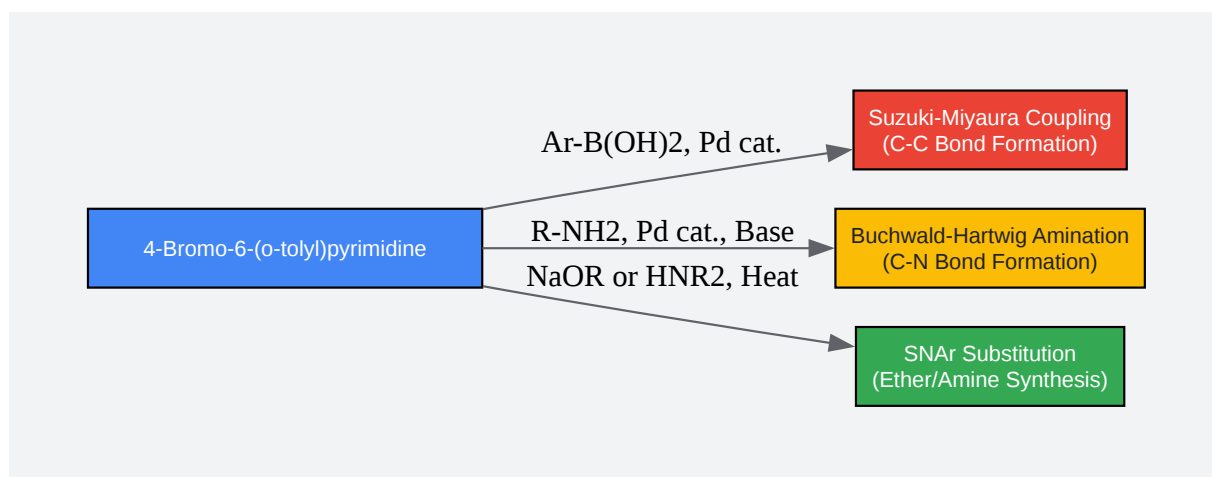 Suzuki-Miyaura Coupling
(C-C Bond Formation)
Ar-B(OH)2, Pd cat.
4-Bromo-6-(o-tolyl)pyrimidine
R-NH2, Pd cat., Base
Buchwald-Hartwig Amination
(C-N Bond Formation)
NaOR or HNR2, Heat
SNAr Substitution
(Ether/Amine Synthesis)